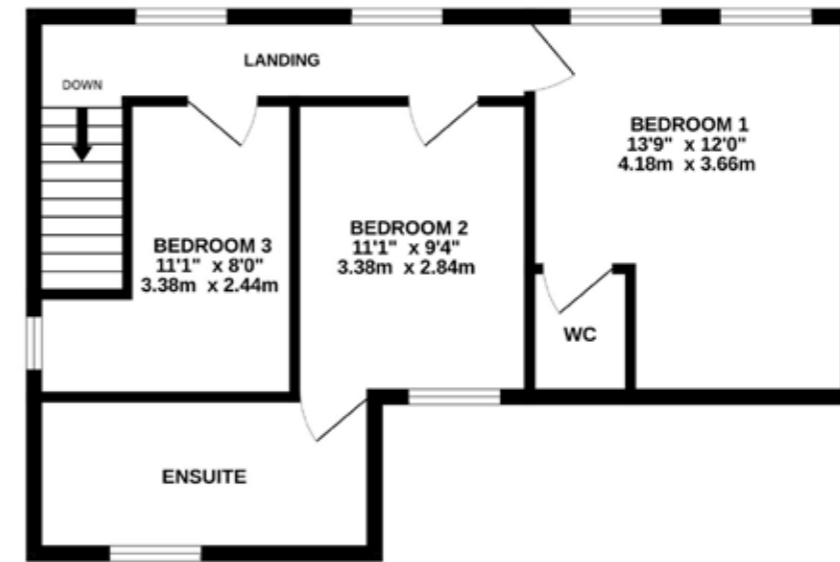 LANDING
DOWN
BEDROOM 1
13'9" x 12'0"
4.18m x 3.66m
BEDROOM 2
11'1" x 9'4"
3.38m x 2.84m
BEDROOM 3
11'1" x 8'0"
3.38m x 2.44m
WC
ENSUITE